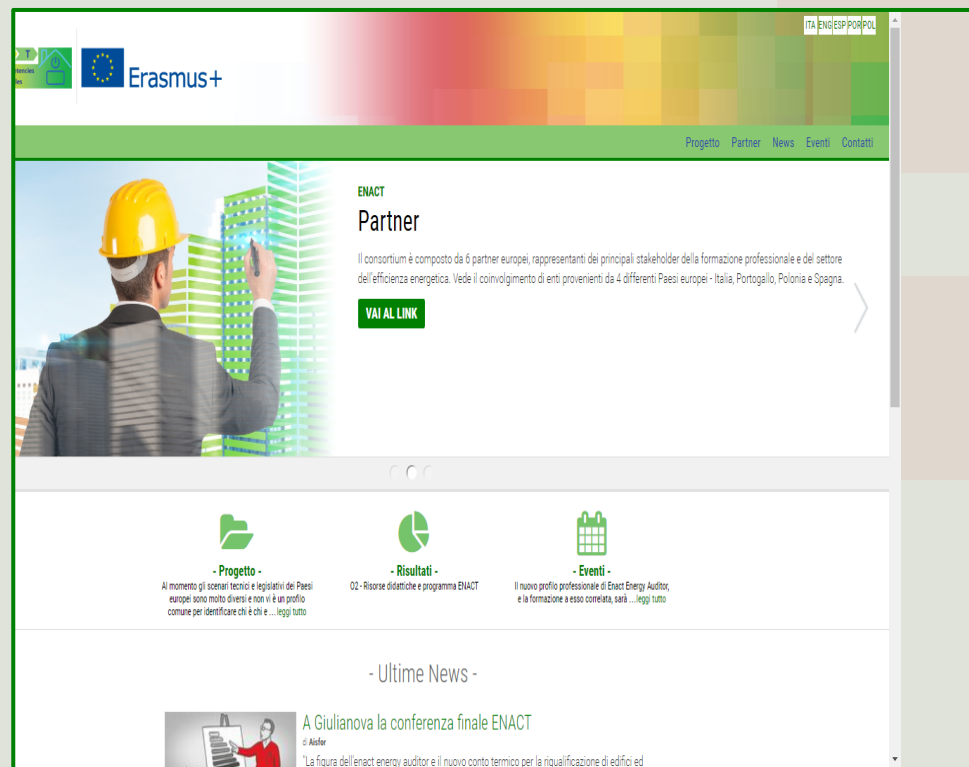 ITA ENG ESP POR POL
T I
tencies
les
Erasmus+
Progetto Partner News Eventi Contatti
ENACT
Partner
Il consortium è composto da 6 partner europei, rappresentanti dei principali stakeholder della formazione professionale e del settore
dell'efficienza energetica. Vede il coinvolgimento di enti provenienti da 4 differenti Paesi europei - Italia, Portogallo, Polonia e Spagna.
VAI AL LINK
- Progetto -
Al momento gli scenari tecnici e legislativi dei Paesi
europei sono molto diversi e non vi è un profilo
comune per identificare chi è chi e ... leggi tutto
- Risultati -
O2 - Risorse didattiche e programma ENACT
- Eventi -
Il nuovo profilo professionale di Enact Energy Auditor,
e la formazione a esso correlata, sarà ... leggi tutto
- Ultime News -
A Giulianova la conferenza finale ENACT
di Aisfor
"La figura dell'enact energy auditor e il nuovo conto termico per la riqualificazione di edifici ed